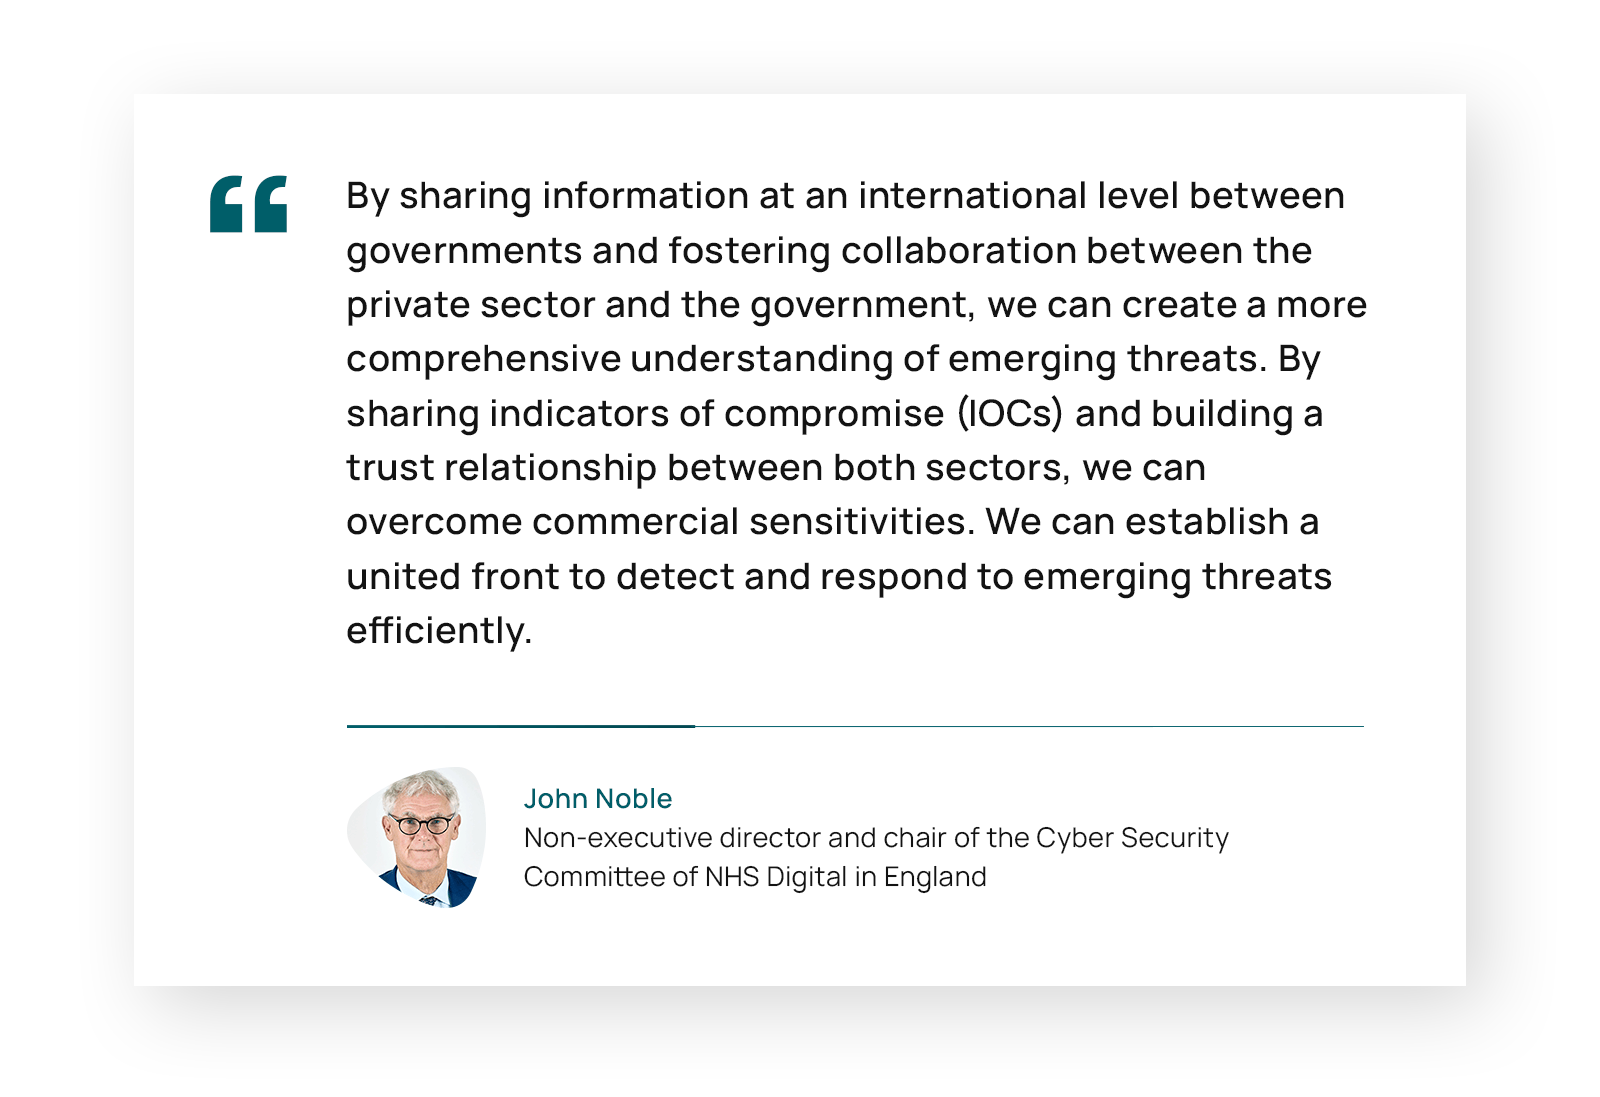 “
By sharing information at an international level between
governments and fostering collaboration between the
private sector and the government, we can create a more
comprehensive understanding of emerging threats. By
sharing indicators of compromise (IOCs) and building a
trust relationship between both sectors, we can
overcome commercial sensitivities. We can establish a
united front to detect and respond to emerging threats
efficiently.
John Noble
Non-executive director and chair of the Cyber Security
Committee of NHS Digital in England